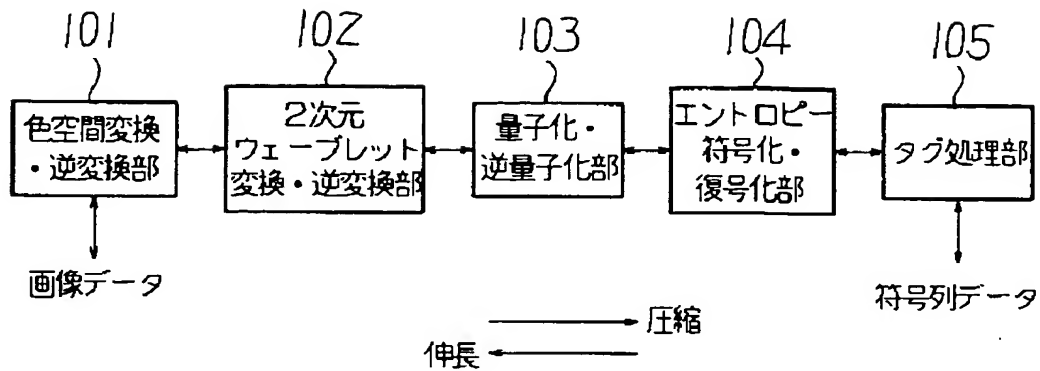 101
102
103
104
105
色空間変換
・逆変換部
2次元
ウェーブレット
変換・逆変換部
量子化・
逆量子化部
エントロピー
符号化・
復号化部
タグ処理部
画像データ
符号列データ
圧縮
伸長